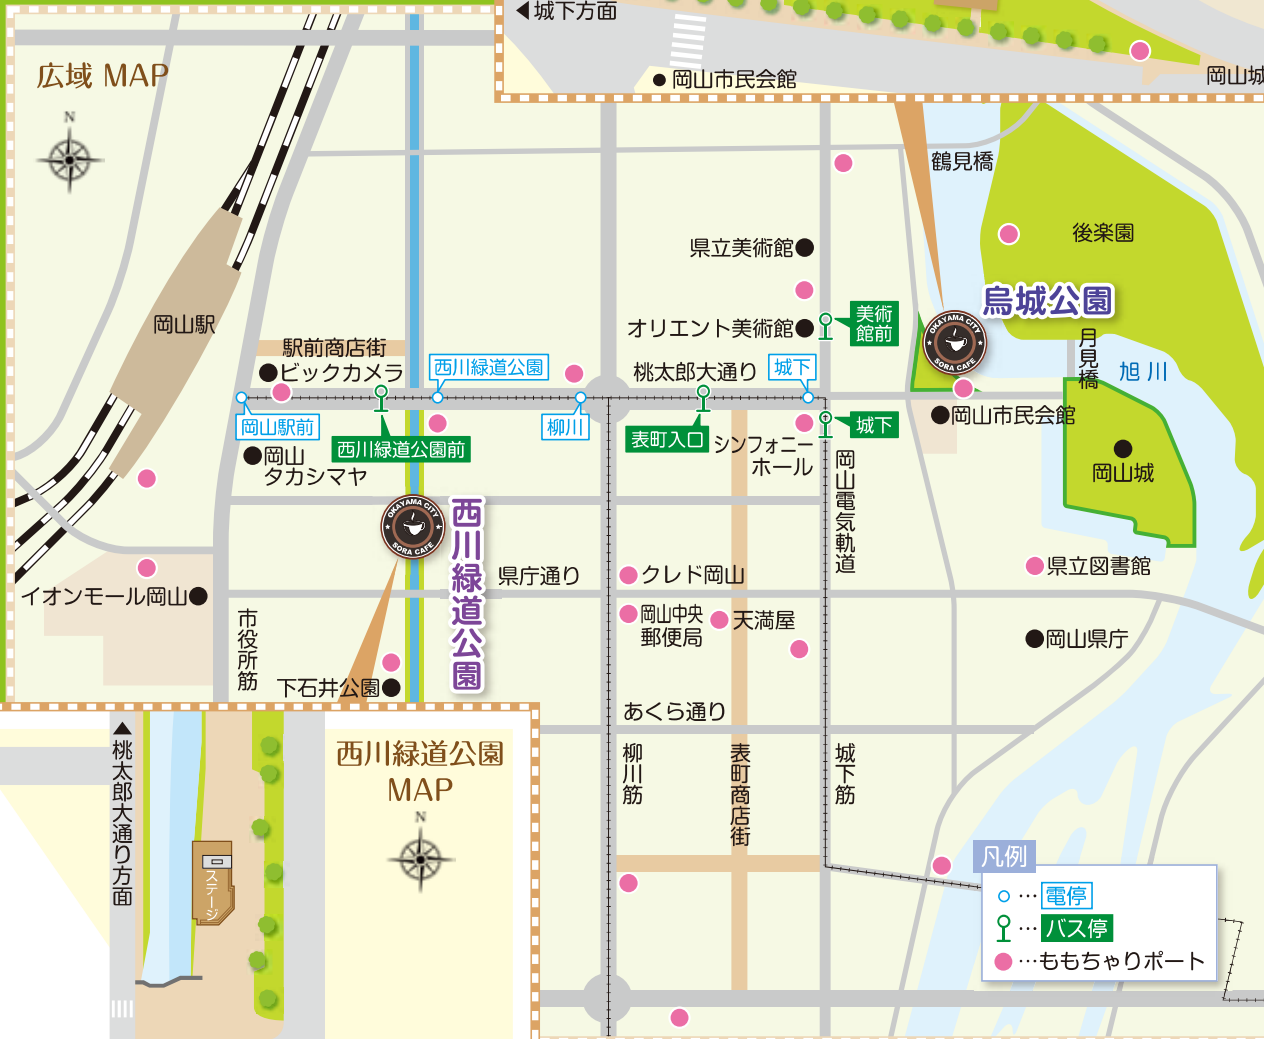 ◀城下方面
●岡山市民会館
岡山城
広域 MAP
N
鶴見橋
後楽園
県立美術館
烏城公園
岡山駅
オリエント美術館
美術
館前
OKAYAMA CITY
SORA CAFE
月見橋
旭川
駅前商店街
ビックカメラ
西川緑道公園
桃太郎大通り
城下
岡山駅前
柳川
表町入口
シンフォニー
ホール
城下
岡山市民会館
西川緑道公園前
岡山
タカシマヤ
岡山城
岡山電気軌道
OKAYAMA CITY
SORA CAFE
西川緑道公園
県庁通り
クレド岡山
県立図書館
イオンモール岡山
市役所筋
岡山中央
郵便局
天満屋
岡山県庁
下石井公園
あくら通り
▲桃太郎大通り方面
西川緑道公園
MAP
N
柳川筋
表町商店街
城下筋
ステージ
凡例
…電停
…バス停
…ももちゃりポート